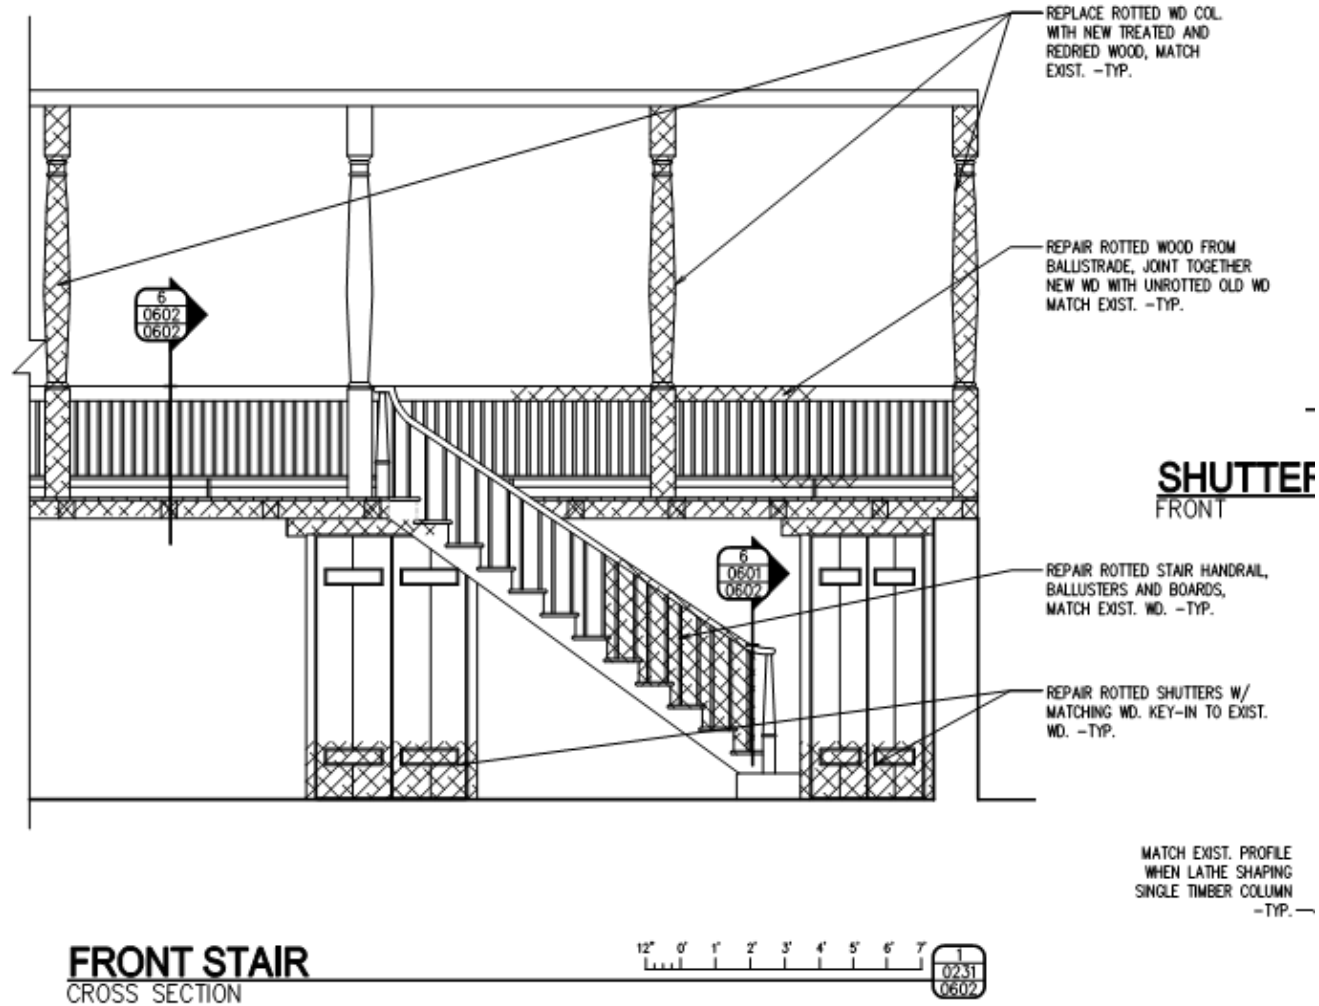 REPLACE ROTTED WD COL.
WITH NEW TREATED AND
REDRIED WOOD, MATCH
EXIST. -TYP.
6
0602
0602
REPAIR ROTTED WOOD FROM
BALLISTRADE, JOINT TOGETHER
NEW WD WITH UNROTTED OLD WD
MATCH EXIST. -TYP.
SHUTTER
FRONT
6
0601
0602
REPAIR ROTTED STAIR HANDRAIL,
BALLUSTERS AND BOARDS,
MATCH EXIST. WD. -TYP.
REPAIR ROTTED SHUTTERS W/
MATCHING WD. KEY-IN TO EXIST.
WD. -TYP.
MATCH EXIST. PROFILE
WHEN LATHE SHAPING
SINGLE TIMBER COLUMN
-TYP.
FRONT STAIR
CROSS SECTION
12" 0' 1' 2' 3' 4' 5' 6' 7'
1
0231
0602